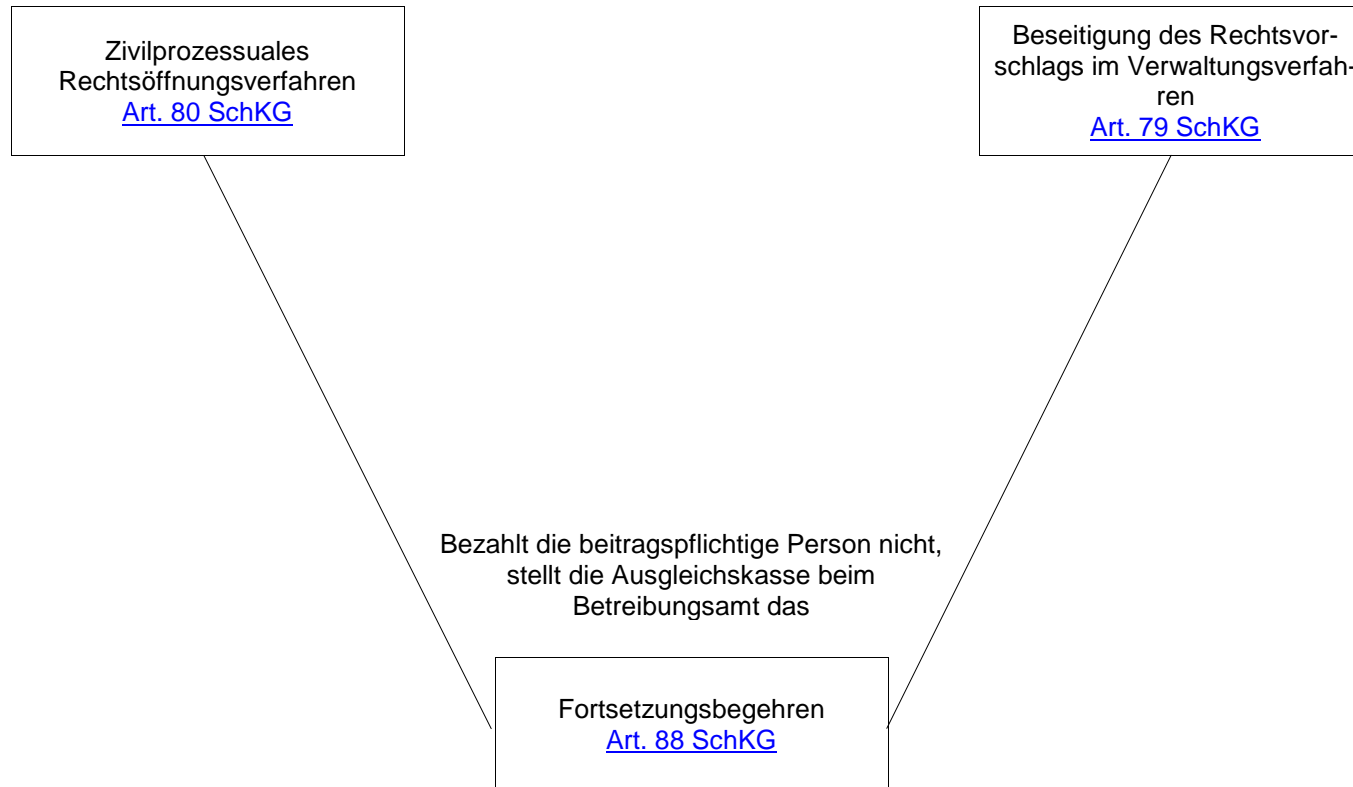 Zivilprozessuales
Rechtsöffnungsverfahren
Art. 80 SchKG
Beseitigung des Rechtsvor-
schlags im Verwaltungsverfah-
ren
Art. 79 SchKG
Bezahlt die beitragspflichtige Person nicht,
stellt die Ausgleichskasse beim
Betreibungsamt das
Fortsetzungsbegehren
Art. 88 SchKG